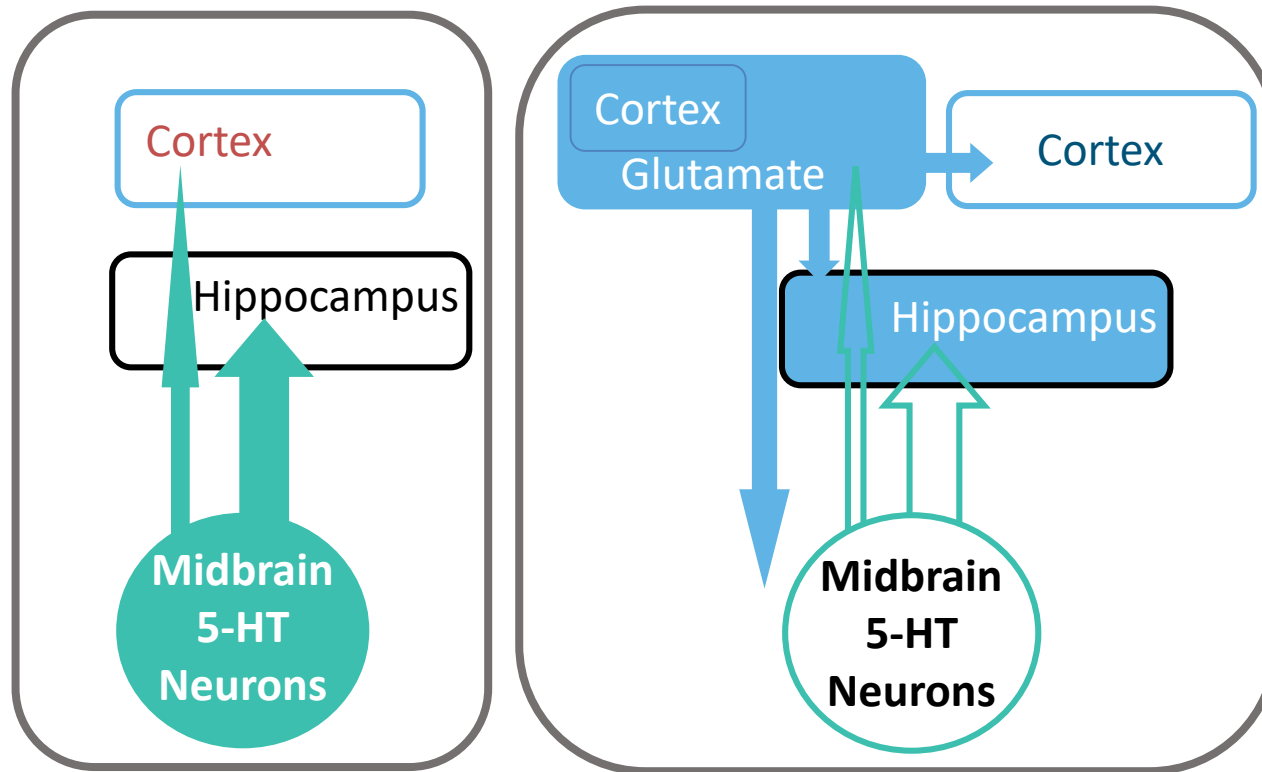 Cortex
Hippocampus
Midbrain
5-HT
Neurons
Cortex
Glutamate
Cortex
Hippocampus
Midbrain
5-HT
Neurons